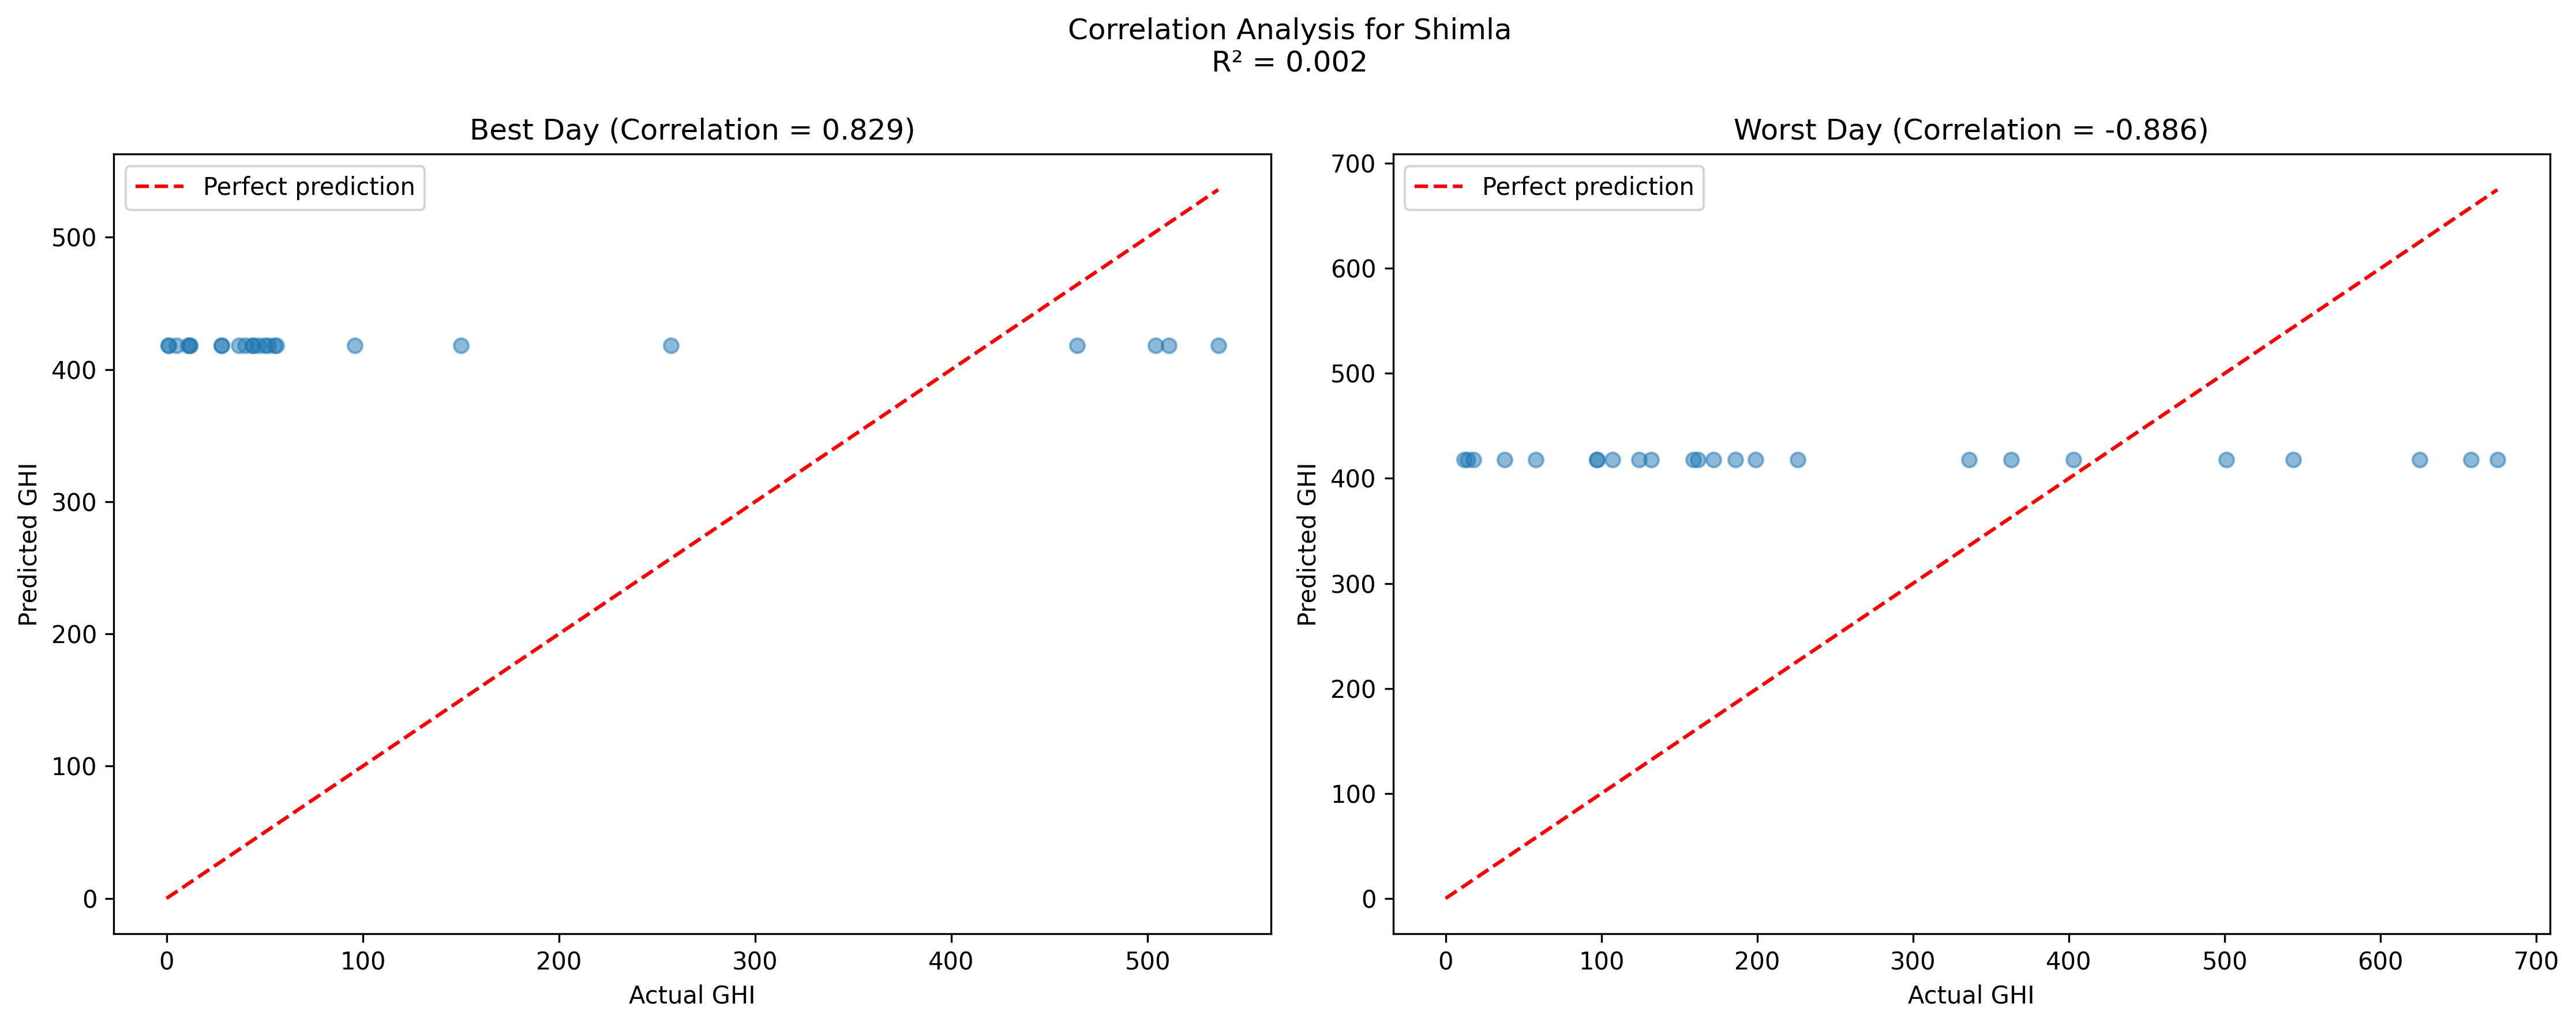 Correlation Analysis for Shimla
R² = 0.002
Best Day (Correlation = 0.829)
Perfect prediction
500
400
300
200
100
0
Predicted GHI
0 100 200 300 400 500
Actual GHI
Worst Day (Correlation = -0.886)
Perfect prediction
700
600
500
400
300
200
100
0
Predicted GHI
0 100 200 300 400 500 600 700
Actual GHI